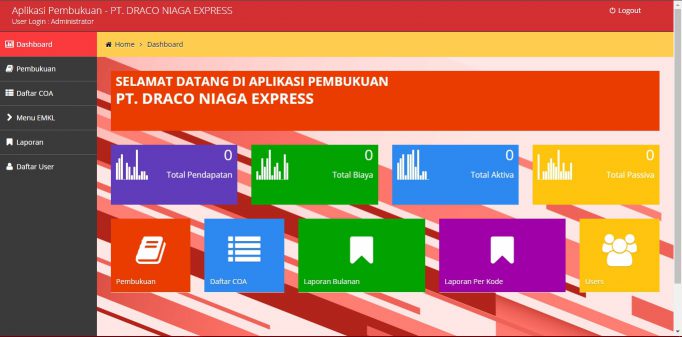 Aplikasi Pembukuan - PT. DRACO NIAGA EXPRESS
User Login : Administrator
Logout
Dashboard
Pembukuan
Daftar COA
Menu EMKL
Laporan
Daftar User
Home > Dashboard
SELAMAT DATANG DI APLIKASI PEMBUKUAN
PT. DRACO NIAGA EXPRESS
0
Total Pendapatan
0
Total Biaya
0
Total Aktiva
0
Total Passiva
Pembukuan
Daftar COA
Laporan Bulanan
Laporan Per Kode
Users